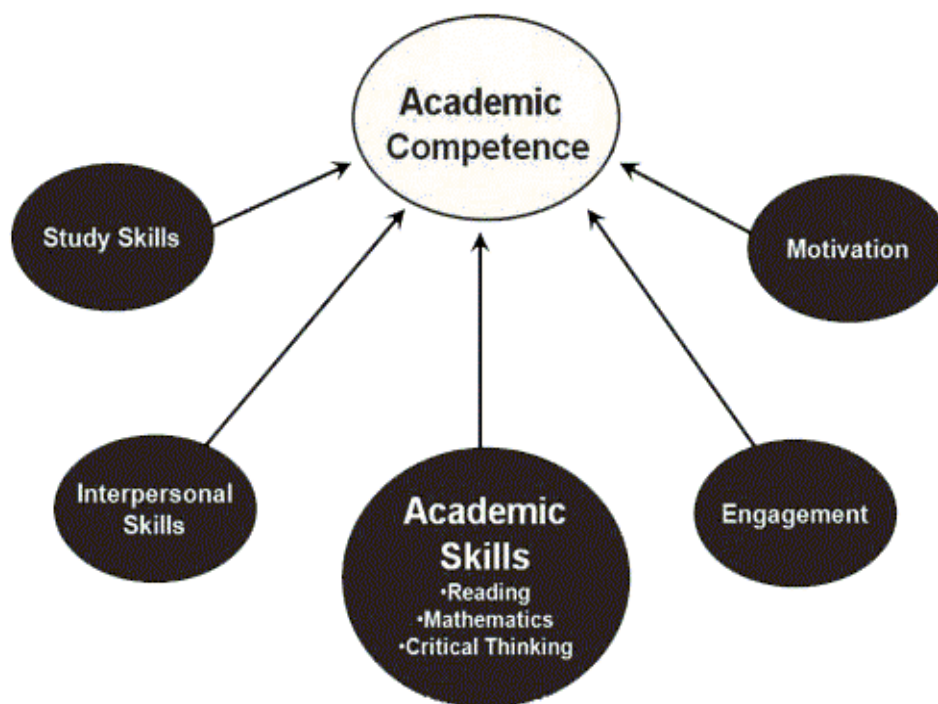 Academic
Competence
Study Skills
Motivation
Interpersonal
Skills
Academic
Skills
•Reading
•Mathematics
•Critical Thinking
Engagement